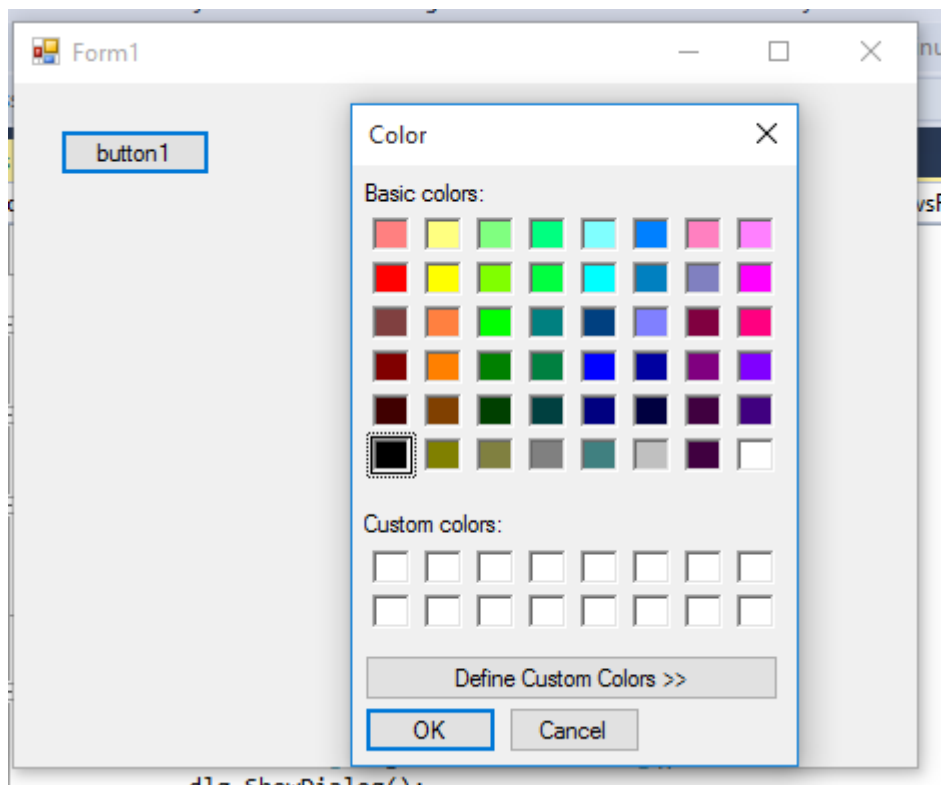 Form1
button1
Color
Basic colors:
Custom colors:
Define Custom Colors >>
OK
Cancel
dlg.ShowDialog();